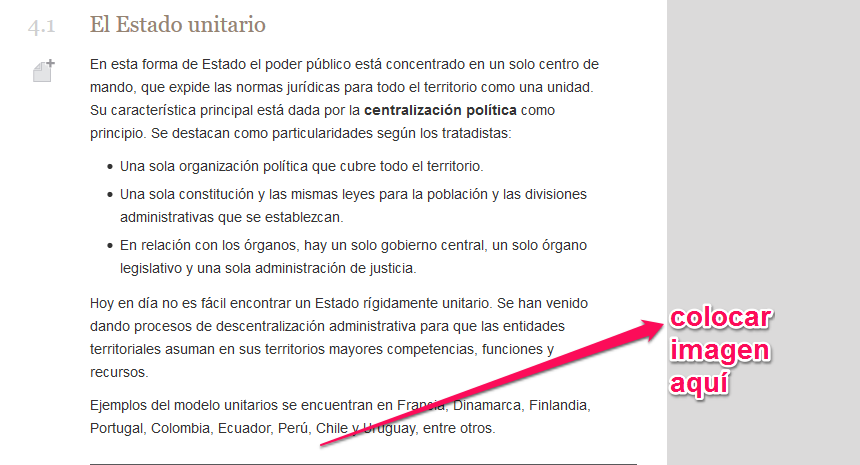 4.1 El Estado unitario
En esta forma de Estado el poder público está concentrado en un solo centro de
mando, que expide las normas jurídicas para todo el territorio como una unidad.
Su característica principal está dada por la centralización política como
principio. Se destacan como particularidades según los tratadistas:
• Una sola organización política que cubre todo el territorio.
• Una sola constitución y las mismas leyes para la población y las divisiones
administrativas que se establezcan.
• En relación con los órganos, hay un solo gobierno central, un solo órgano
legislativo y una sola administración de justicia.
Hoy en día no es fácil encontrar un Estado rígidamente unitario. Se han venido
dando procesos de descentralización administrativa para que las entidades
territoriales asuman en sus territorios mayores competencias, funciones y
recursos.
Ejemplos del modelo unitarios se encuentran en Francia, Dinamarca, Finlandia,
Portugal, Colombia, Ecuador, Perú, Chile y Uruguay, entre otros.
colocar
imagen
aquí